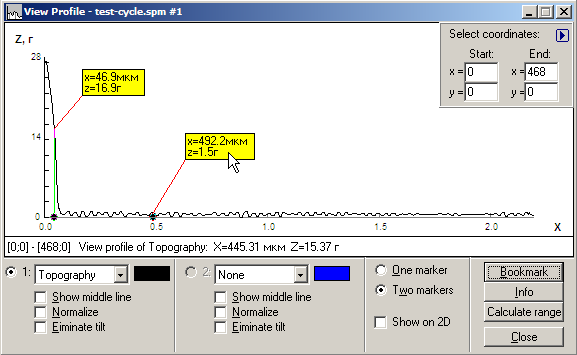 View Profile - test-cycle.spm #1
Select coordinates:
Start: End:
x = 0 x = 468
y = 0 y = 0
Z, г
28
14
0
x=46.9мкм
z=16.9г
x=492.2мкм
z=1.5г
0.0 0.5 1.0 1.5 2.0 X
[0;0] - [468;0] View profile of Topography: X=445.31 мкм Z=15.37 г
1: Topography
Show middle line
Normalize
Eiminate tilt
2: None
Show middle line
Normalize
Eiminate tilt
One marker
Two markers
Show on 2D
Bookmark
Info
Calculate range
Close